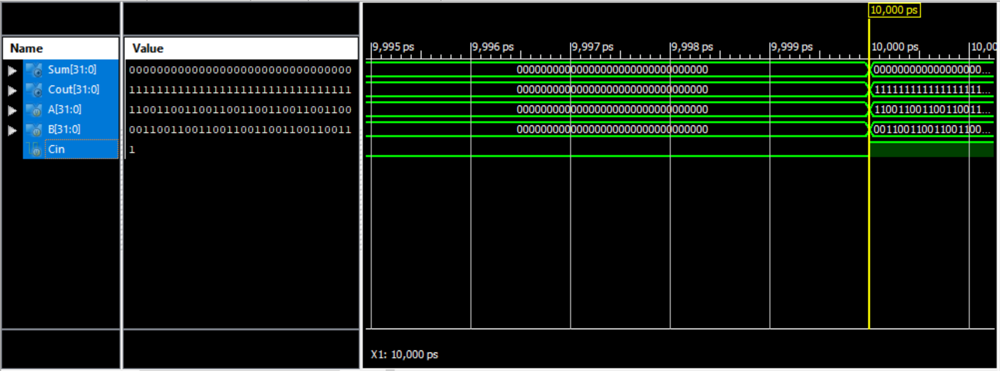 10,000 ps
Name Value
9,995 ps 9,996 ps 9,997 ps 9,998 ps 9,999 ps 10,000 ps 10,00
Sum[31:0] 00000000000000000000000000000000 00000000000000000000000000000000 000000000000000000...
Cout[31:0] 11111111111111111111111111111111 00000000000000000000000000000000 111111111111111111...
A[31:0] 11001100110011001100110011001100 00000000000000000000000000000000 110011001100110011...
B[31:0] 00110011001100110011001100110011 00000000000000000000000000000000 001100110011001100...
Cin 1
X1: 10,000 ps